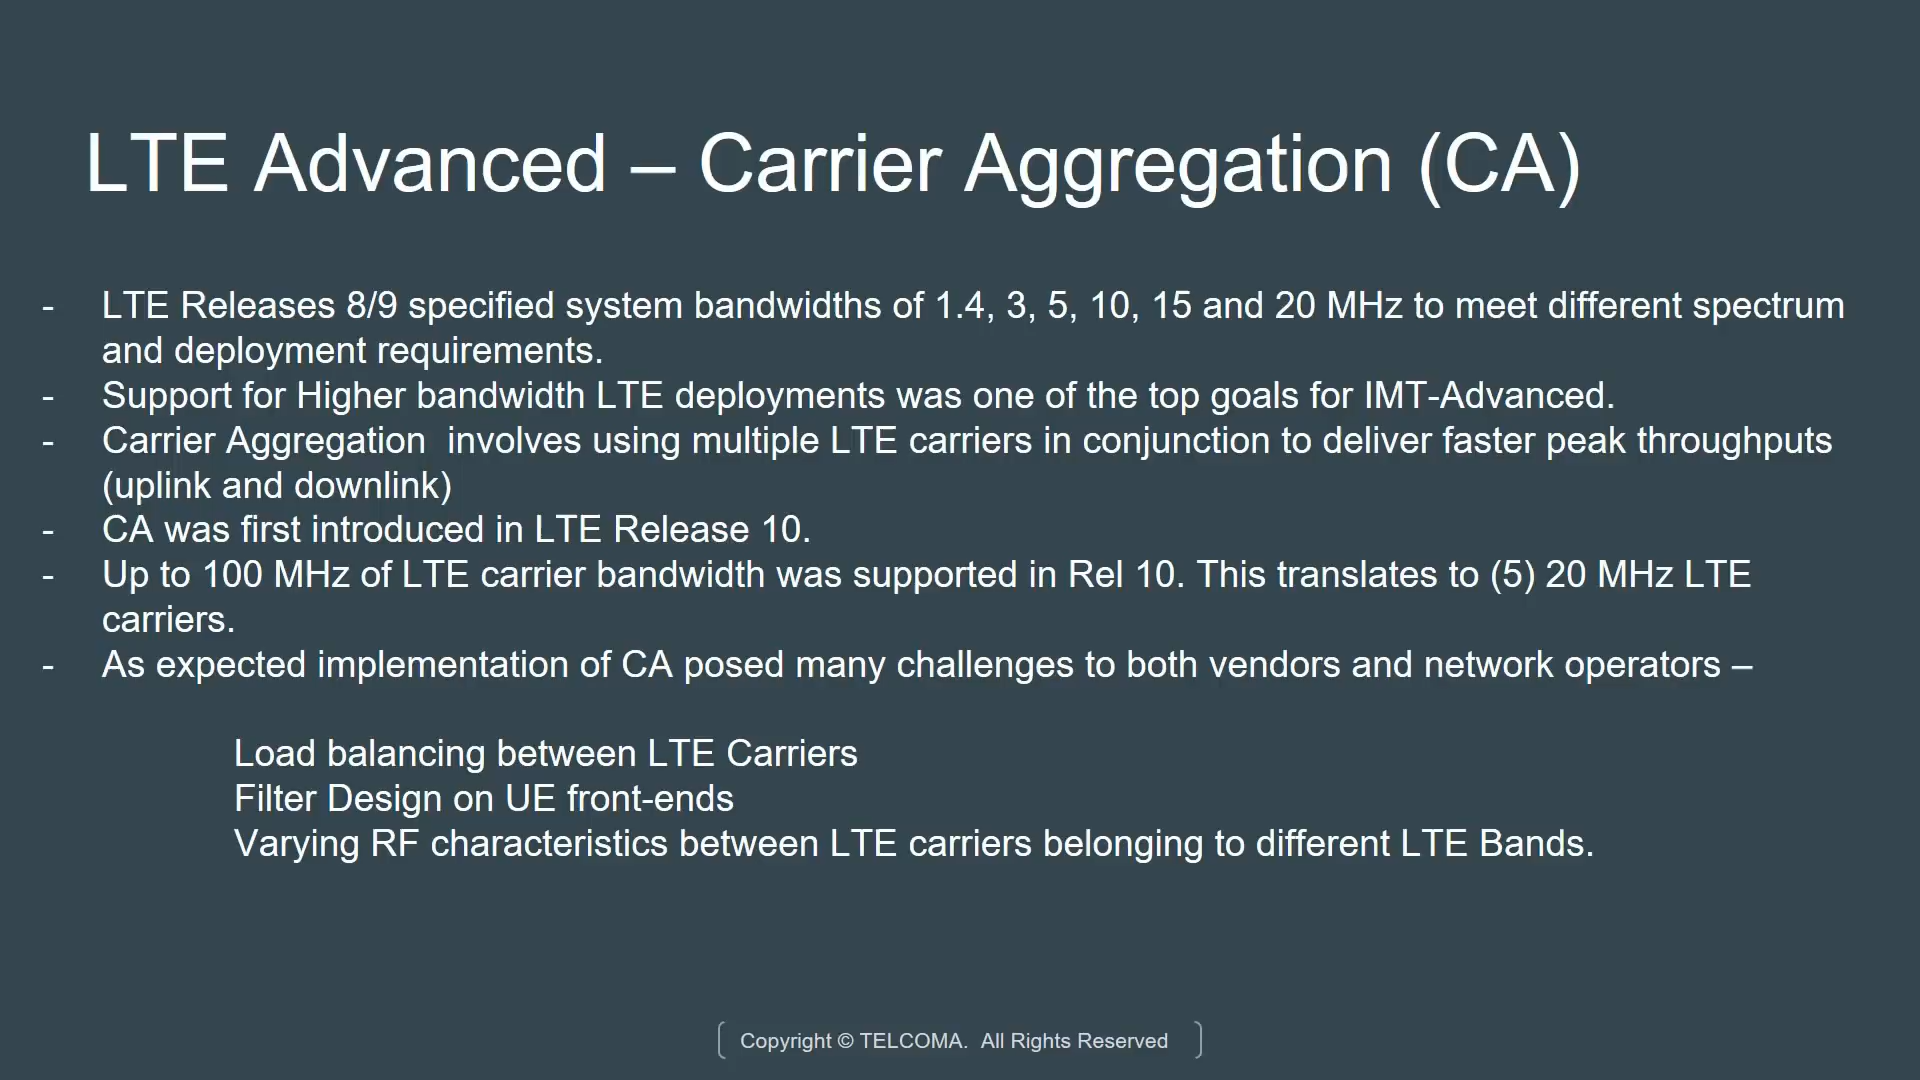 LTE Advanced – Carrier Aggregation (CA)
- LTE Releases 8/9 specified system bandwidths of 1.4, 3, 5, 10, 15 and 20 MHz to meet different spectrum
and deployment requirements.
- Support for Higher bandwidth LTE deployments was one of the top goals for IMT-Advanced.
- Carrier Aggregation  involves using multiple LTE carriers in conjunction to deliver faster peak throughputs
(uplink and downlink)
- CA was first introduced in LTE Release 10.
- Up to 100 MHz of LTE carrier bandwidth was supported in Rel 10. This translates to (5) 20 MHz LTE
carriers.
- As expected implementation of CA posed many challenges to both vendors and network operators –
Load balancing between LTE Carriers
Filter Design on UE front-ends
Varying RF characteristics between LTE carriers belonging to different LTE Bands.
Copyright © TELCOMA.  All Rights Reserved